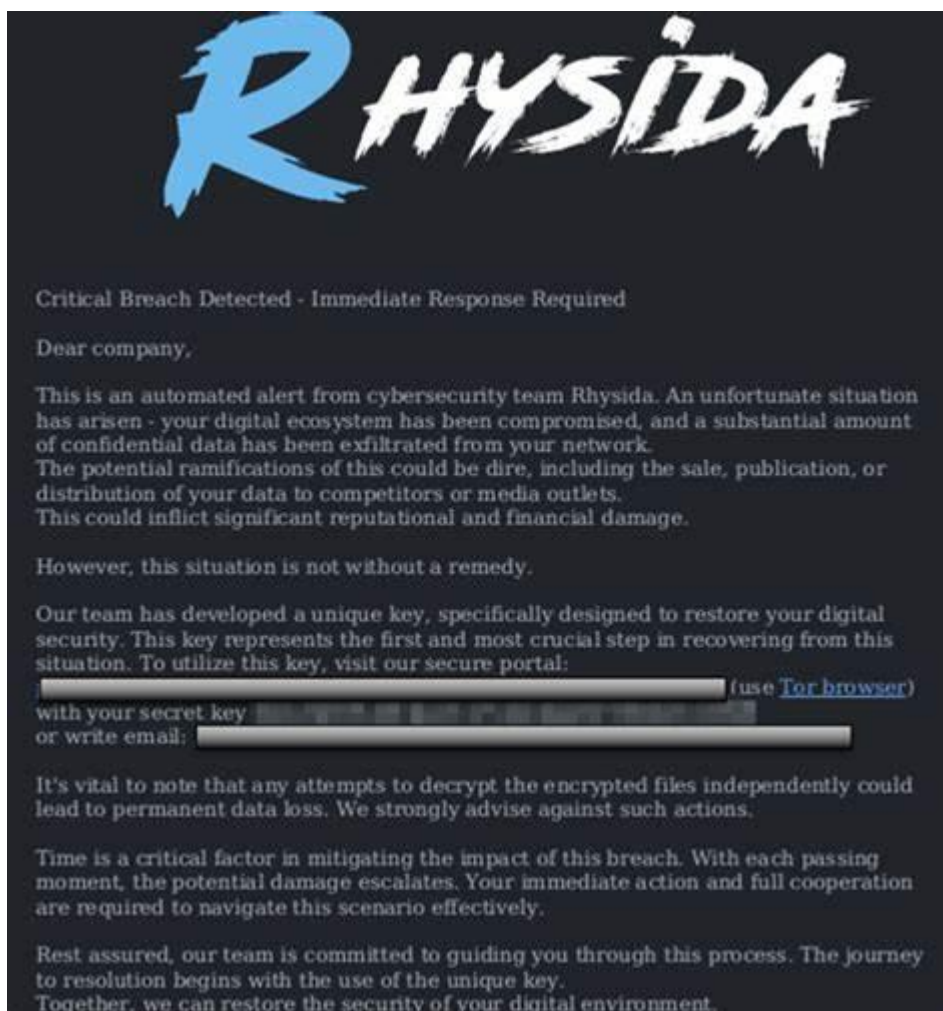 RHYSIDA
Critical Breach Detected - Immediate Response Required
Dear company,
This is an automated alert from cybersecurity team Rhysida. An unfortunate situation
has arisen - your digital ecosystem has been compromised, and a substantial amount
of confidential data has been exfiltrated from your network.
The potential ramifications of this could be dire, including the sale, publication, or
distribution of your data to competitors or media outlets.
This could inflict significant reputational and financial damage.
However, this situation is not without a remedy.
Our team has developed a unique key, specifically designed to restore your digital
security. This key represents the first and most crucial step in recovering from this
situation. To utilize this key, visit our secure portal:
(use Tor browser)
with your secret key
or write email:
It's vital to note that any attempts to decrypt the encrypted files independently could
lead to permanent data loss. We strongly advise against such actions.
Time is a critical factor in mitigating the impact of this breach. With each passing
moment, the potential damage escalates. Your immediate action and full cooperation
are required to navigate this scenario effectively.
Rest assured, our team is committed to guiding you through this process. The journey
to resolution begins with the use of the unique key.
Together, we can restore the security of your digital environment.